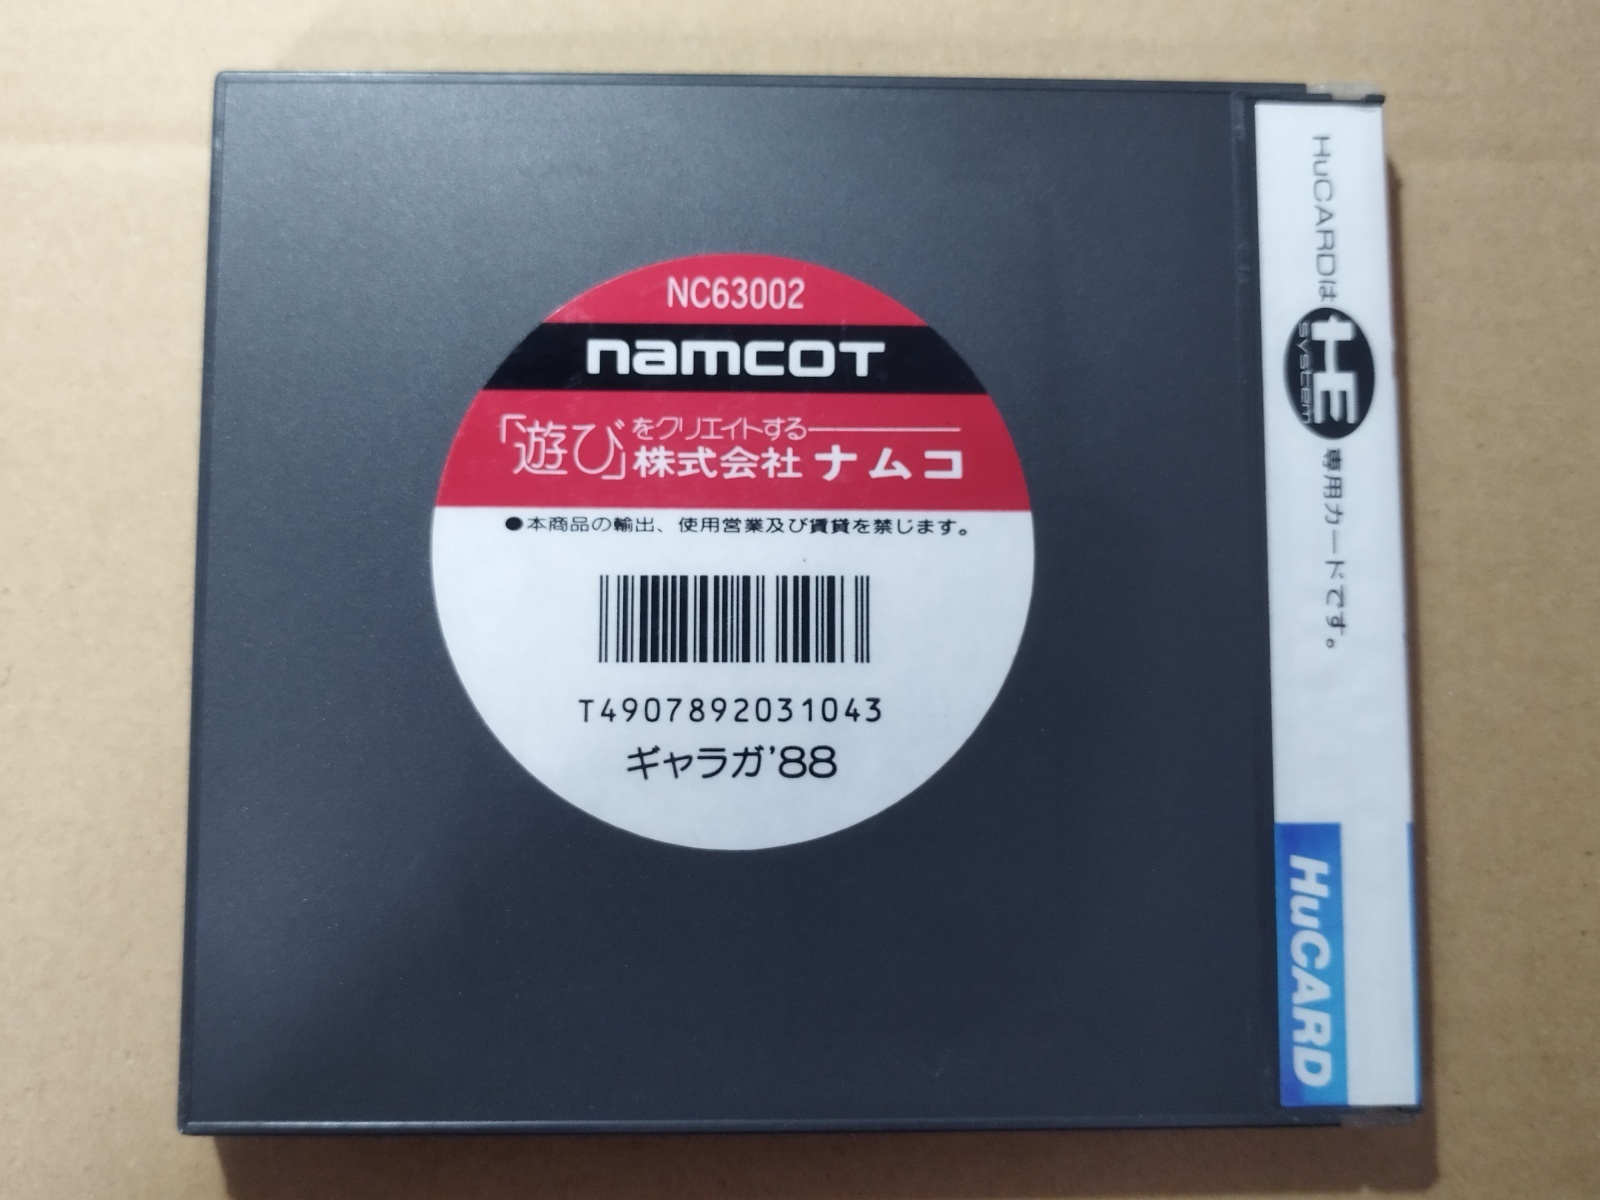 NC63002
namcot
「遊び」をクリエイトする
株式会社ナムコ
●本商品の輸出、使用営業及び賃貸を禁じます。
T4907892031043
ギャラガ'88
HuCARDは HE system 専用カードです。
HuCARD